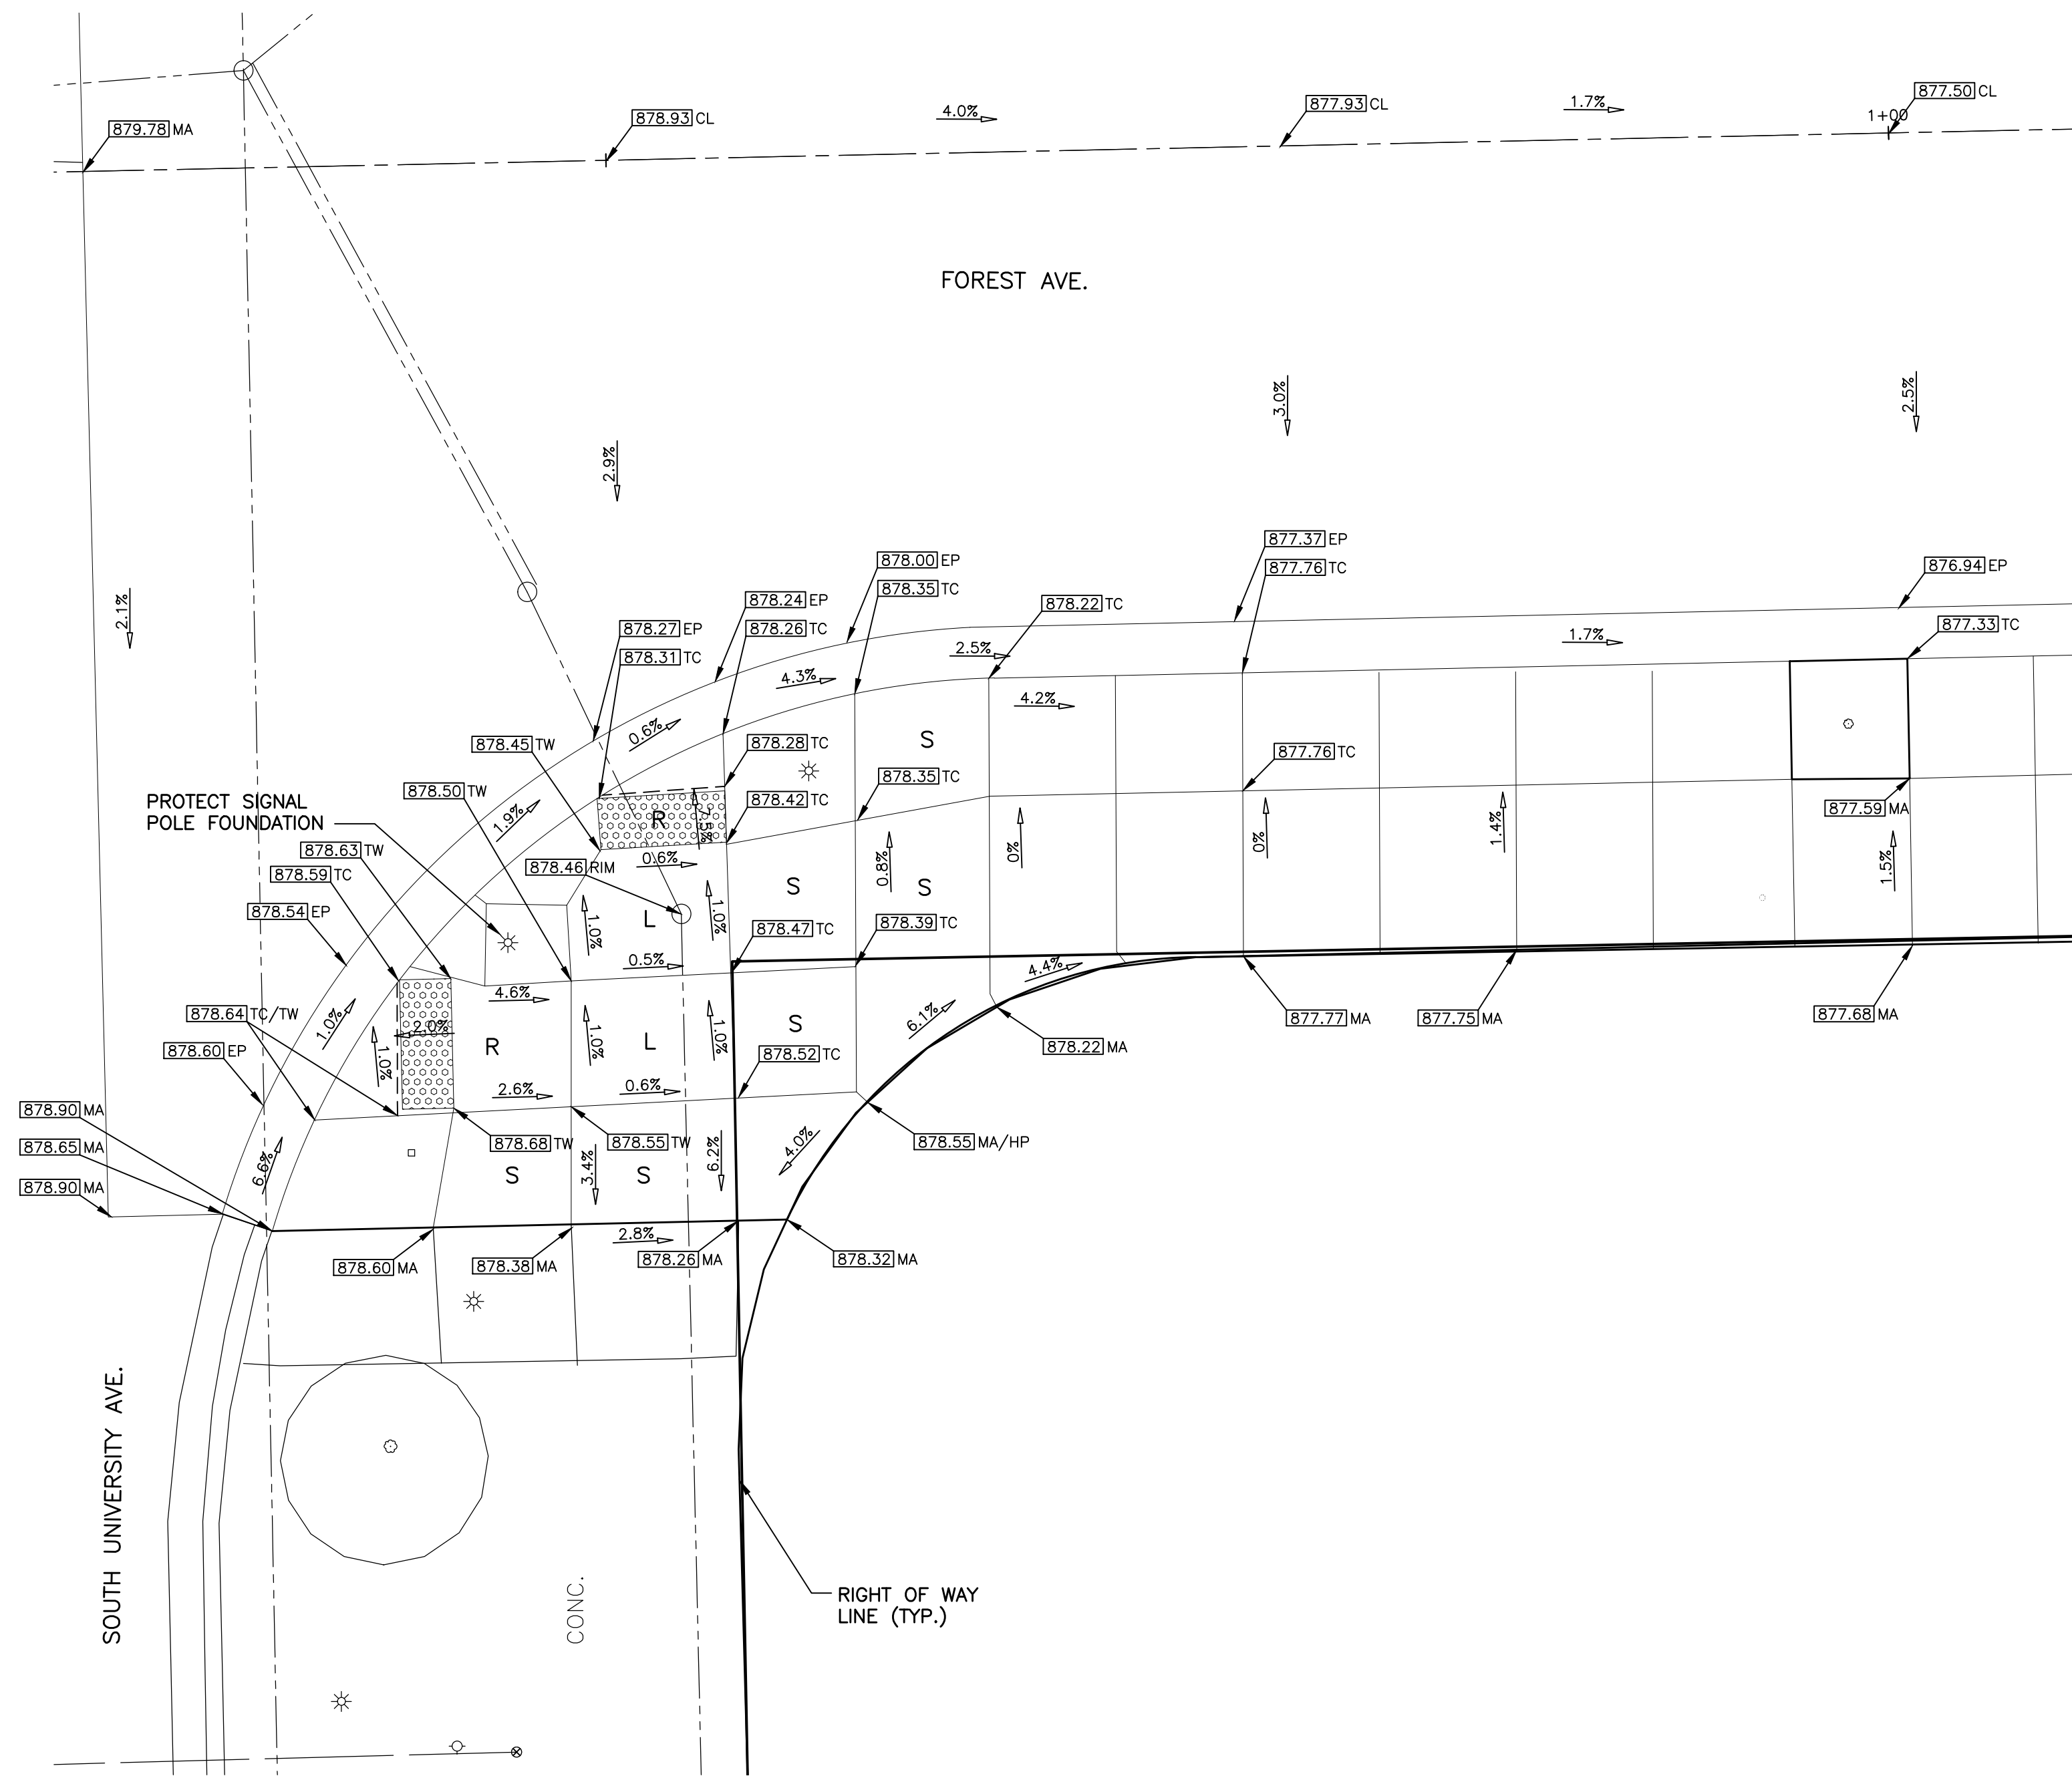 877.50 CL
877.93 CL
1.7%
4.0%
1+00
878.93 CL
879.78 MA
FOREST AVE.
3.0%
2.5%
2.9%
877.37 EP
878.00 EP
876.94 EP
877.76 TC
878.35 TC
878.24 EP
878.22 TC
2.1%
878.27 EP
878.26 TC
877.33 TC
1.7%
878.31 TC
2.5%
4.3%
4.2%
0.6%
878.45 TW
878.28 TC
S
877.76 TC
878.35 TC
878.50 TW
878.42 TC
PROTECT SIGNAL
POLE FOUNDATION
1.9%
R
7.5%
877.59 MA
1.4%
0%
0%
878.63 TW
0.6%
878.46 RIM
0.8%
1.5%
878.59 TC
S
S
878.54 EP
L
1.0%
1.0%
878.47 TC
878.39 TC
0.5%
4.4%
4.6%
878.64 TC/TW
1.0%
2.0%
S
6.1%
877.77 MA
877.75 MA
877.68 MA
R
1.0%
L
1.0%
1.0%
878.60 EP
878.52 TC
878.22 MA
2.6%
0.6%
878.90 MA
878.65 MA
878.68 TW
878.55 TW
4.0%
878.55 MA/HP
6.6%
S
3.4%
S
6.2%
878.90 MA
2.8%
878.60 MA
878.38 MA
878.26 MA
878.32 MA
SOUTH UNIVERSITY AVE.
CONC.
RIGHT OF WAY
LINE (TYP.)